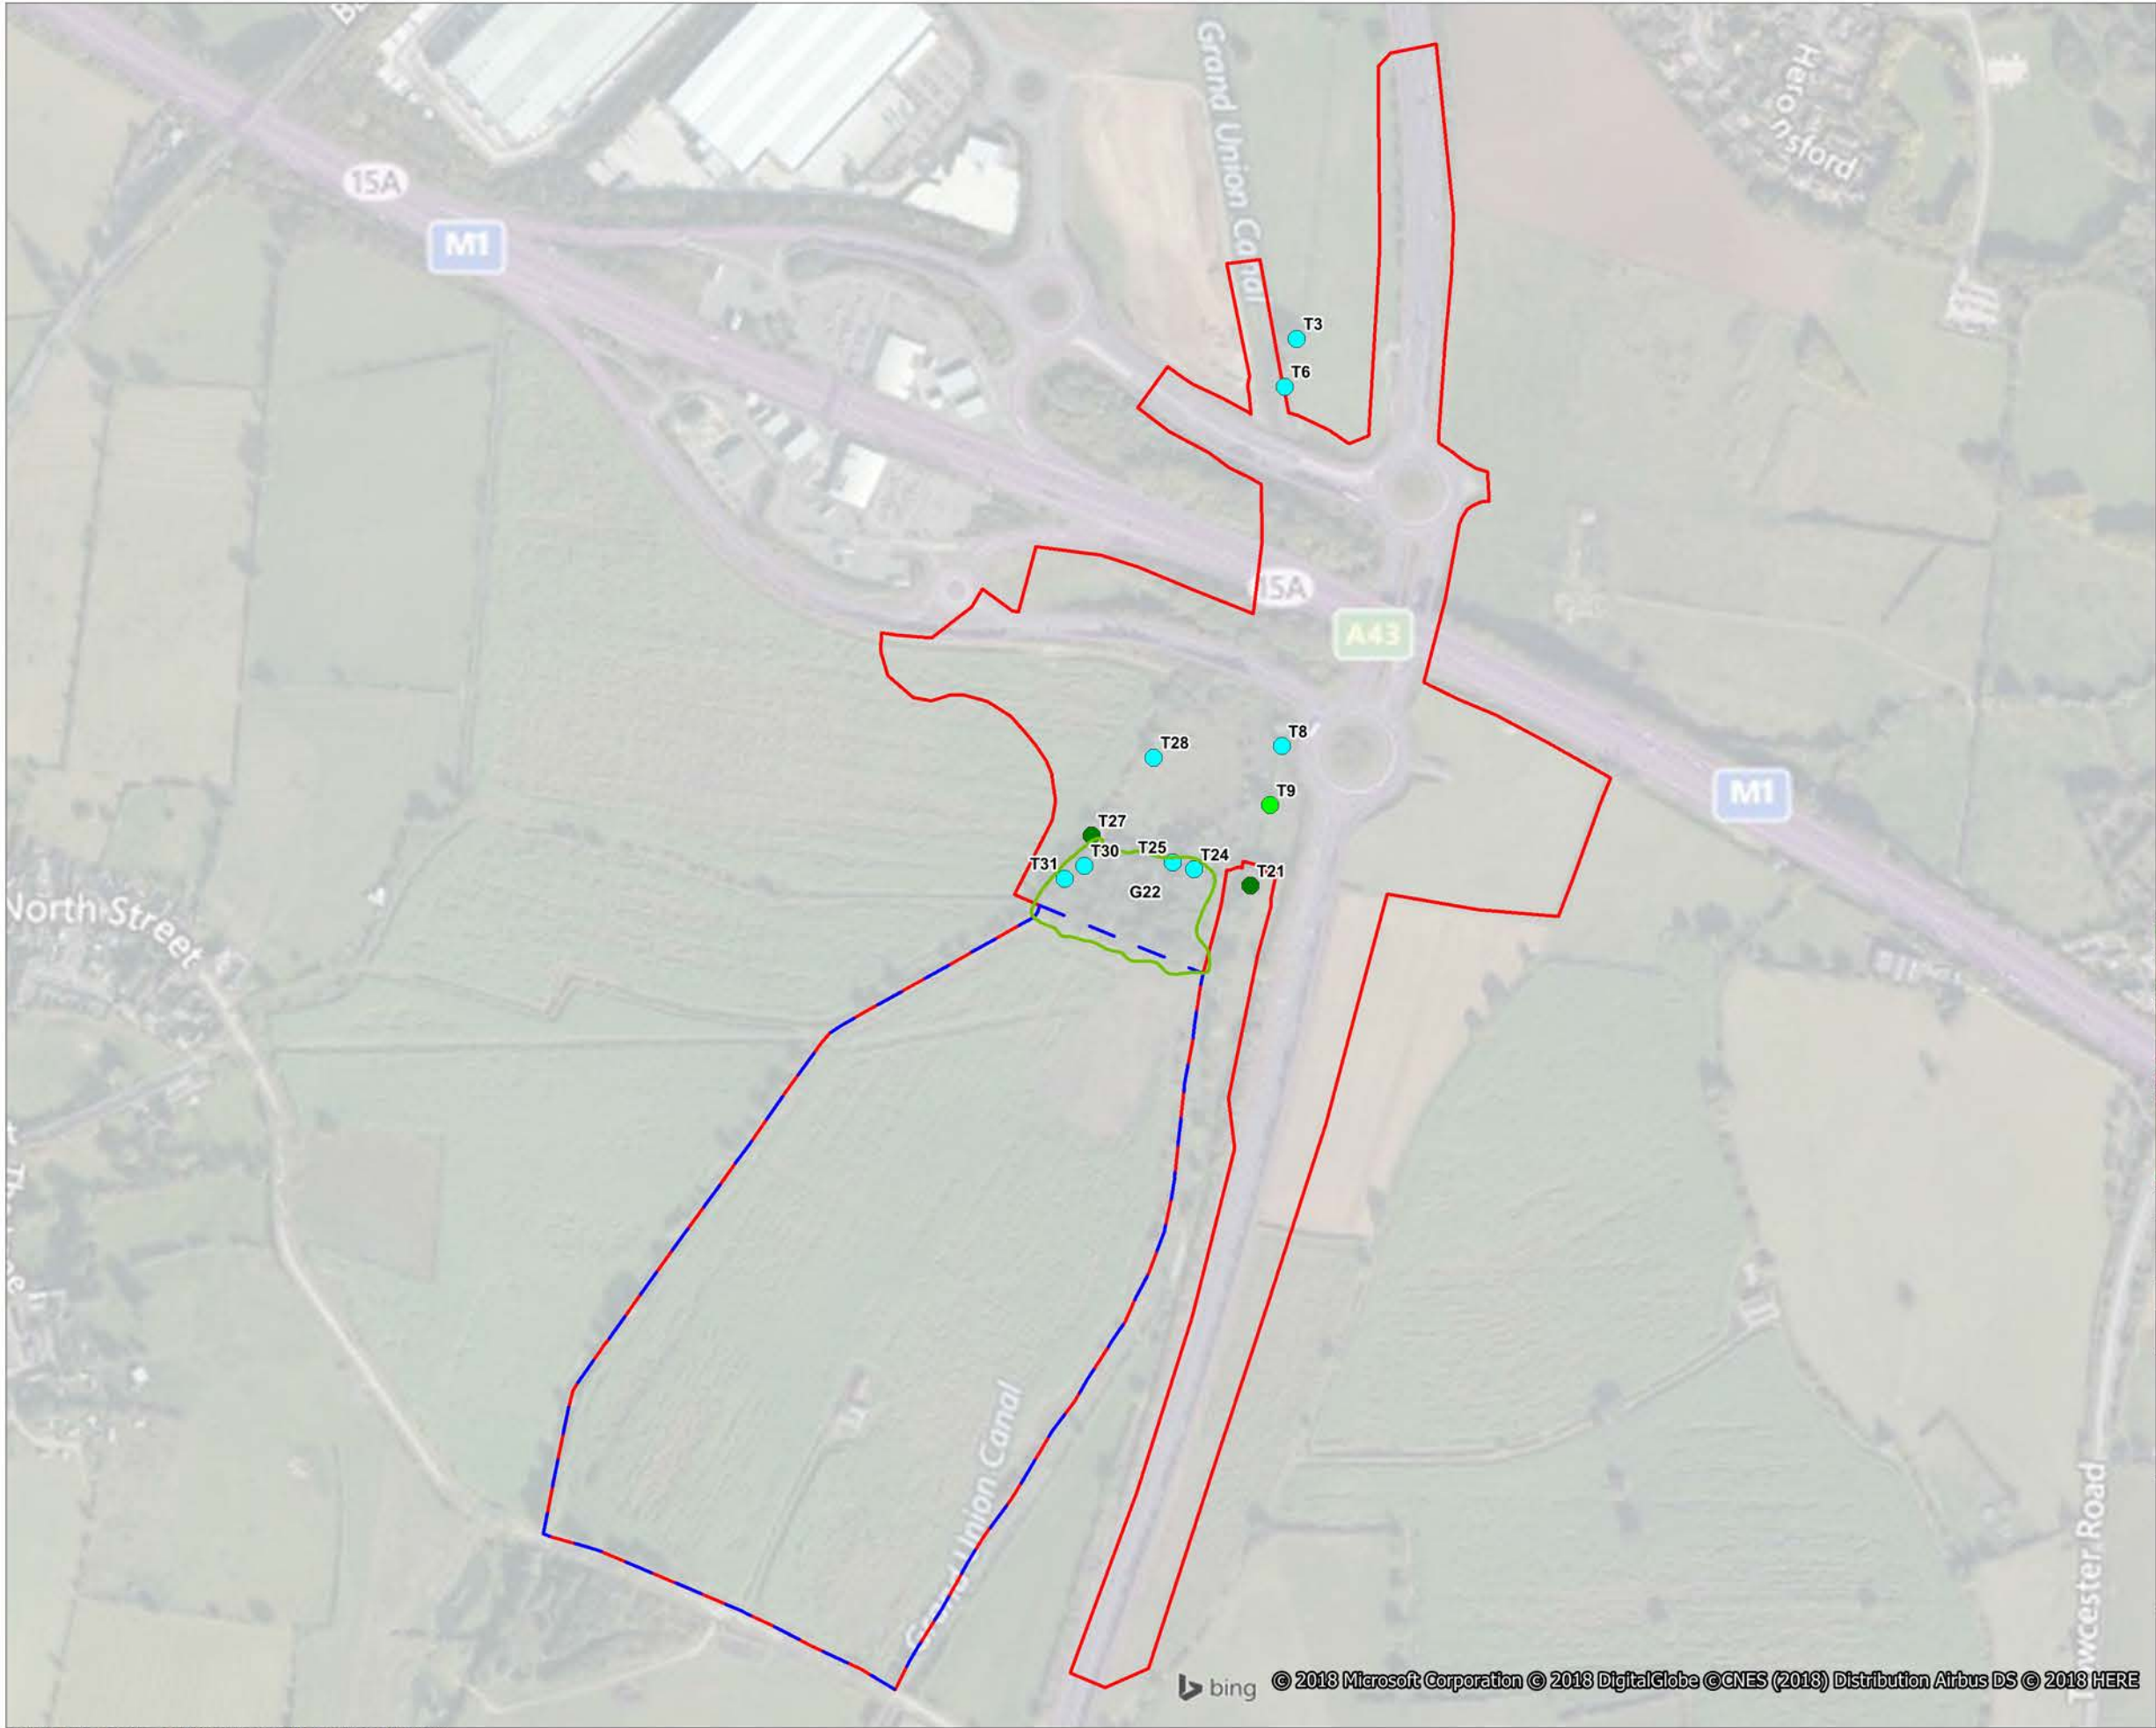 Grand Union Canal
Heronsford
15A
M1
T3
T6
15A
A43
T28
T8
M1
T9
T27
T30
T25
T24
T31
T21
G22
North Street
Grand Union Canal
Towcester Road
bing
© 2018 Microsoft Corporation © 2018 DigitalGlobe ©CNES (2018) Distribution Airbus DS © 2018 HERE